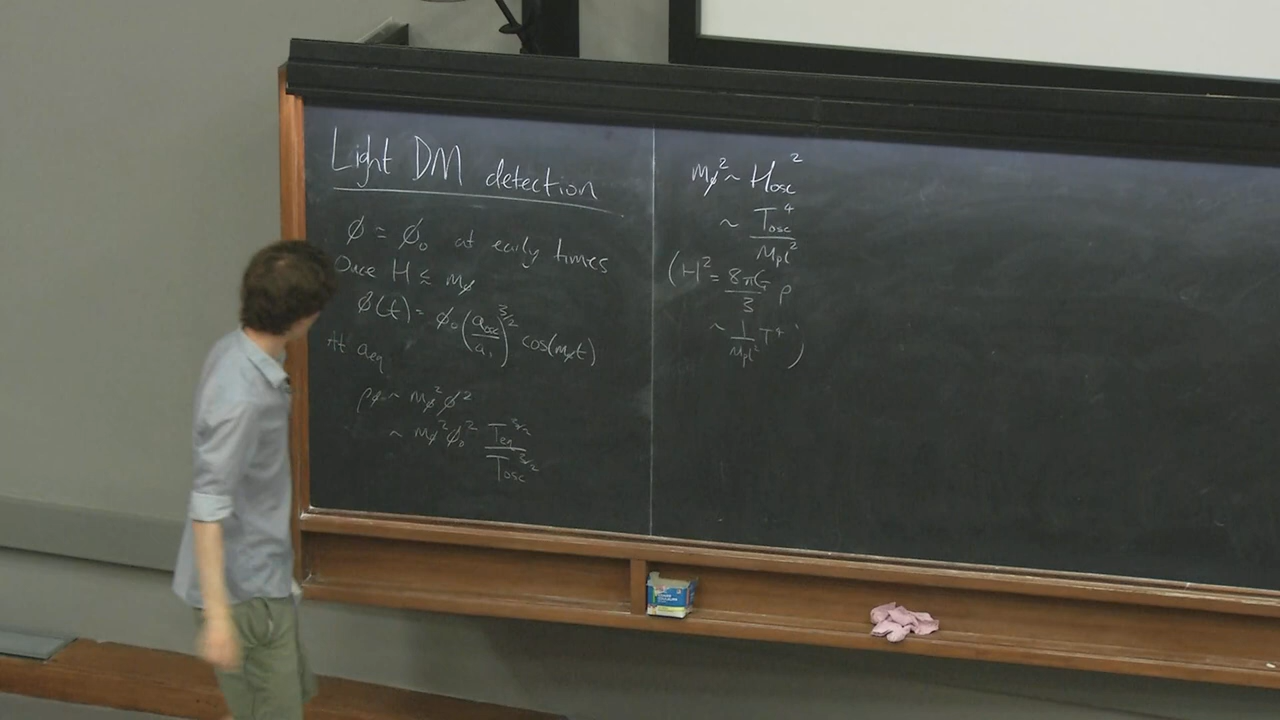 Light DM detection
ϕ = ϕ₀ at early times
Once H ≲ m_ϕ
ϕ(t) = ϕ₀ (a_osc/a)^{3/2} cos(m_ϕ t)
At a_eq
ρ_ϕ ~ m_ϕ² ϕ²
~ m_ϕ² ϕ₀² T_eq^{3/2}/T_osc^{3/2}
m_ϕ² ~ H_osc²
~ T_osc⁴/M_pl²
(H² = 8πG/3 ρ
~ 1/M_pl² T⁴)